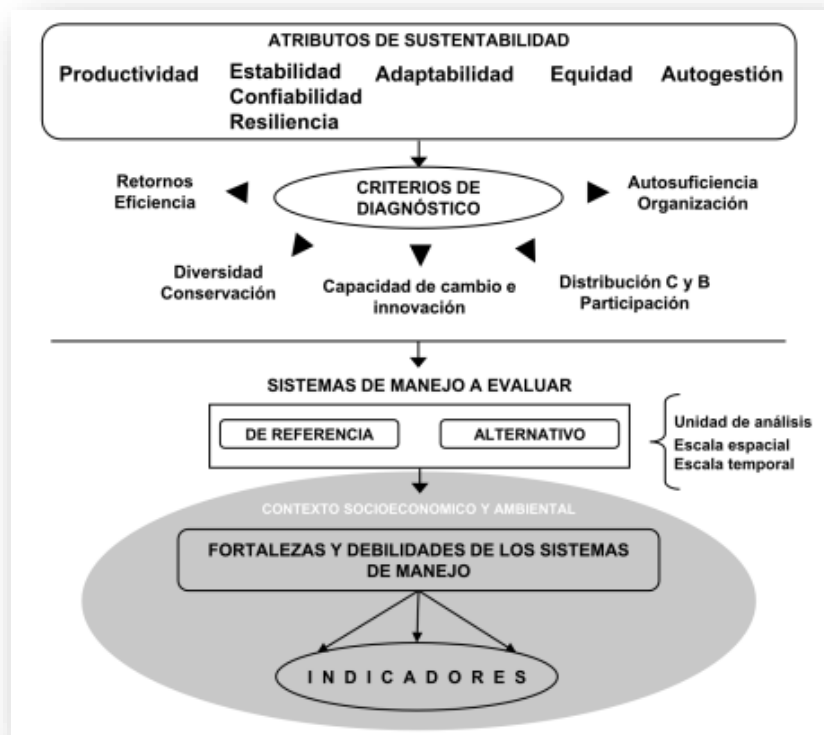 ATRIBUTOS DE SUSTENTABILIDAD
Productividad
Estabilidad
Confiabilidad
Resiliencia
Adaptabilidad
Equidad
Autogestión
CRITERIOS DE
DIAGNÓSTICO
Retornos
Eficiencia
Autosuficiencia
Organización
Diversidad
Conservación
Capacidad de cambio e
innovación
Distribución C y B
Participación
SISTEMAS DE MANEJO A EVALUAR
DE REFERENCIA
ALTERNATIVO
Unidad de análisis
Escala espacial
Escala temporal
CONTEXTO SOCIOECONOMICO Y AMBIENTAL
FORTALEZAS Y DEBILIDADES DE LOS SISTEMAS
DE MANEJO
I N D I C A D O R E S